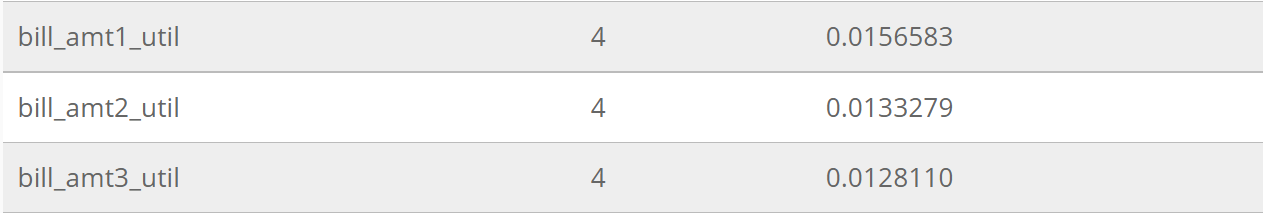 bill_amt1_util 4 0.0156583
bill_amt2_util 4 0.0133279
bill_amt3_util 4 0.0128110